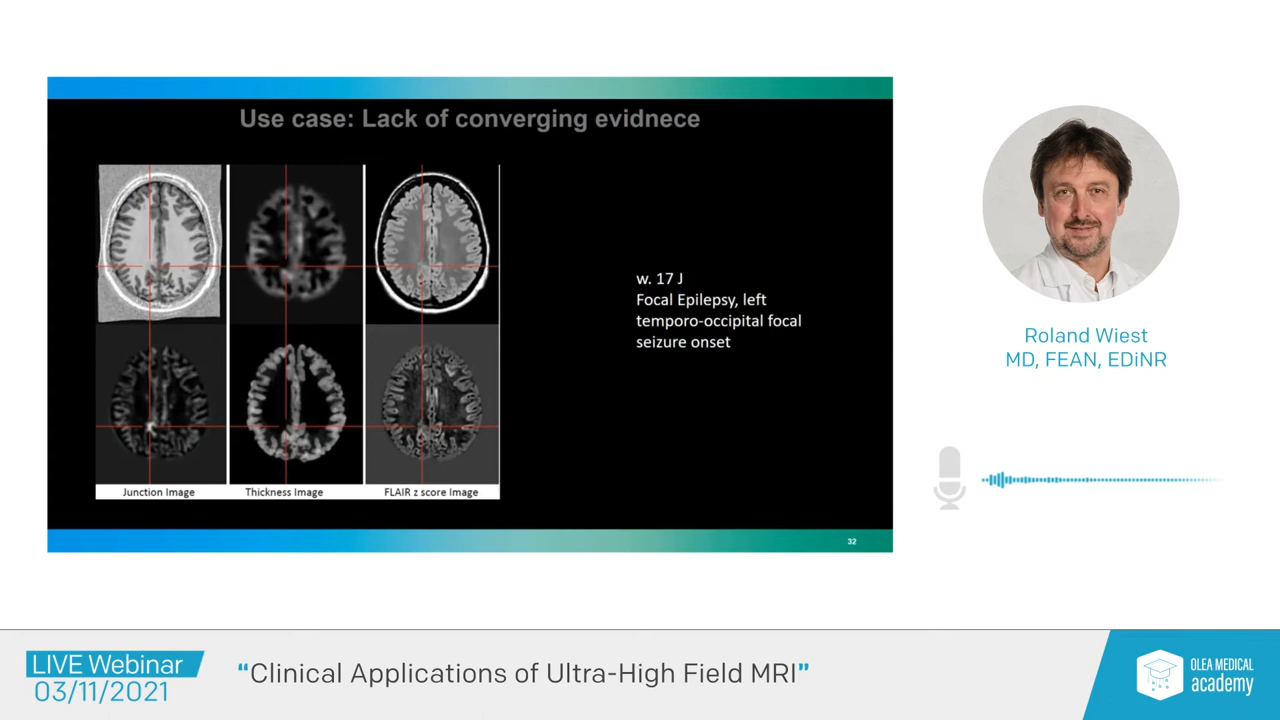 Use case: Lack of converging evidnece
w. 17 J
Focal Epilepsy, left
temporo-occipital focal
seizure onset
Junction Image
Thickness Image
FLAIR z score Image
32
Roland Wiest
MD, FEAN, EDiNR
LIVE Webinar
03/11/2021
“Clinical Applications of Ultra-High Field MRI”
OLEA MEDICAL
academy